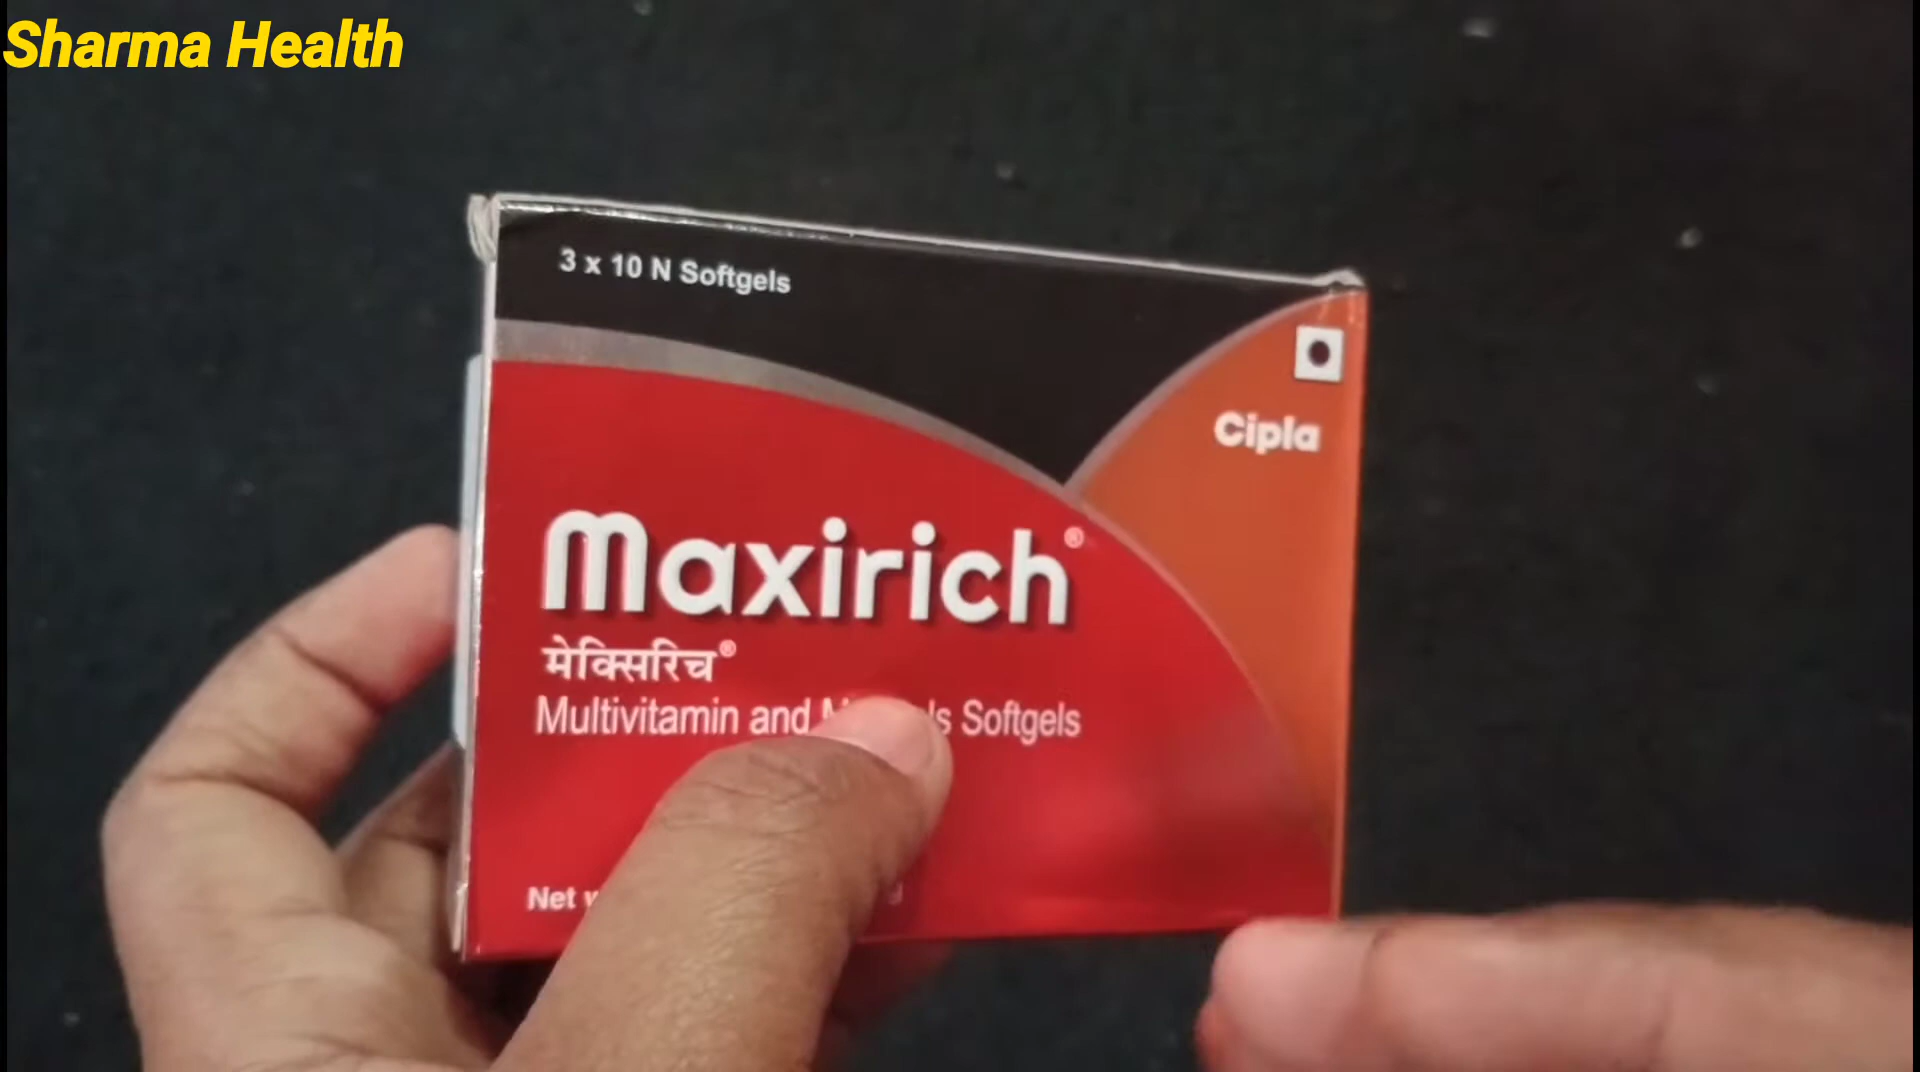 Sharma Health
3 x 10 N Softgels
Cipla
Maxirich®
मेक्सिरिच®
Multivitamin and Softgels
Net